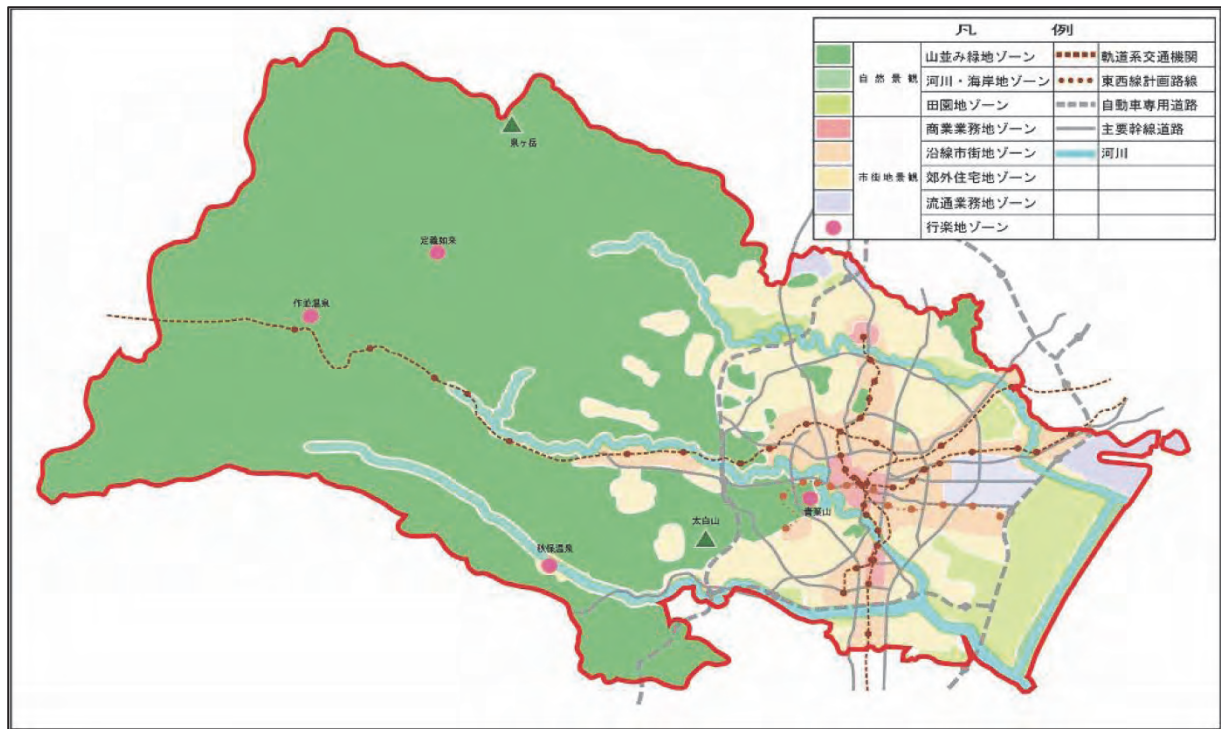 凡 例
自然景観
山並み緑地ゾーン
軌道系交通機関
河川・海岸地ゾーン
東西線計画路線
田園地ゾーン
自動車専用道路
市街地景観
商業業務地ゾーン
主要幹線道路
沿線市街地ゾーン
河川
郊外住宅地ゾーン
流通業務地ゾーン
行楽地ゾーン
泉ヶ岳
定義如来
作並温泉
青葉山
太白山
秋保温泉